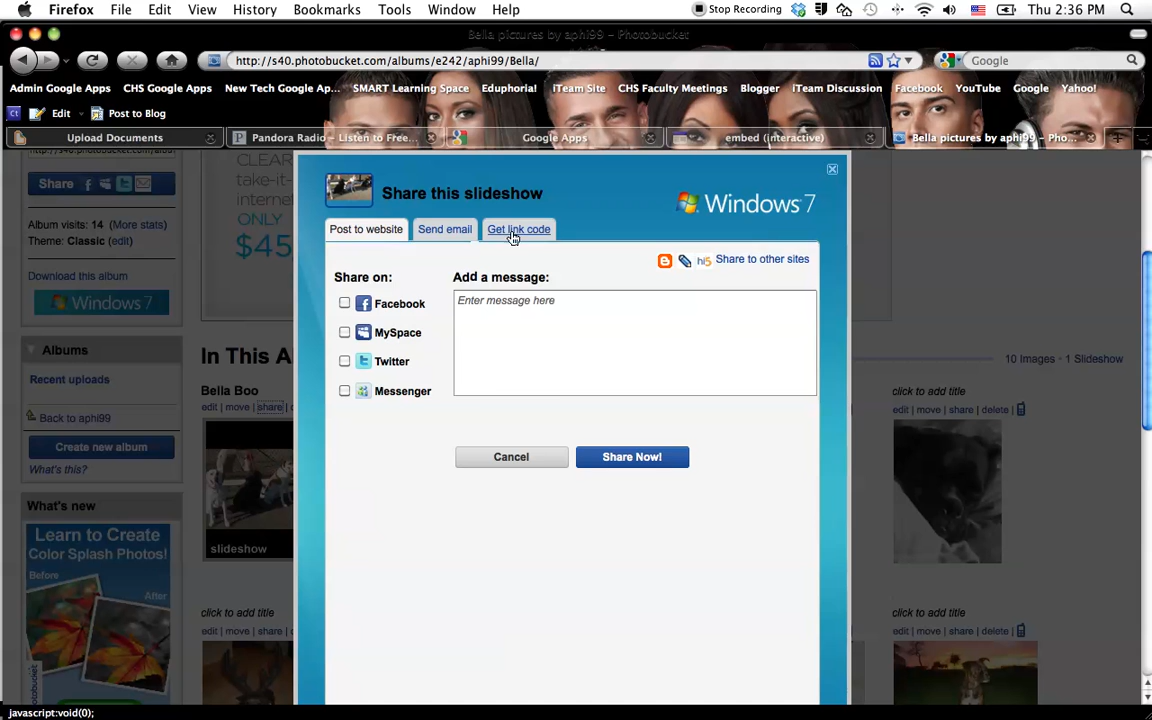 Firefox File Edit View History Bookmarks Tools Window Help Stop Recording Thu 2:36 PM
Bella pictures by aphi99 – Photobucket
http://s40.photobucket.com/albums/e242/aphi99/Bella/ Google
Admin Google Apps CHS Google Apps New Tech Google Ap... SMART Learning Space Eduphoria! iTeam Site CHS Faculty Meetings Blogger iTeam Discussion Facebook YouTube Google Yahoo!
Edit Post to Blog
Upload Documents Pandora Radio – Listen to Free... Google Apps embed (interactive) Bella pictures by aphi99 – Pho...
Share
Album visits: 14 (More stats)
Theme: Classic (edit)
Download this album
Windows 7
Albums
Recent uploads
Back to aphi99
Create new album
What's this?
What's new
Learn to Create
Color Splash Photos!
Before
After
photobucket
CLEAR
take-it-
internet
ONLY
$45
In This A
10 Images · 1 Slideshow
Bella Boo
edit | move | share |
slideshow
click to add title
edit | move | share |
Share this slideshow
Windows 7
Post to website Send email Get link code
hi5 Share to other sites
Share on:
Facebook
MySpace
Twitter
Messenger
Add a message:
Enter message here
Cancel Share Now!
click to add title
edit | move | share | delete |
click to add title
edit | move | share | delete |
javascript:void(0);